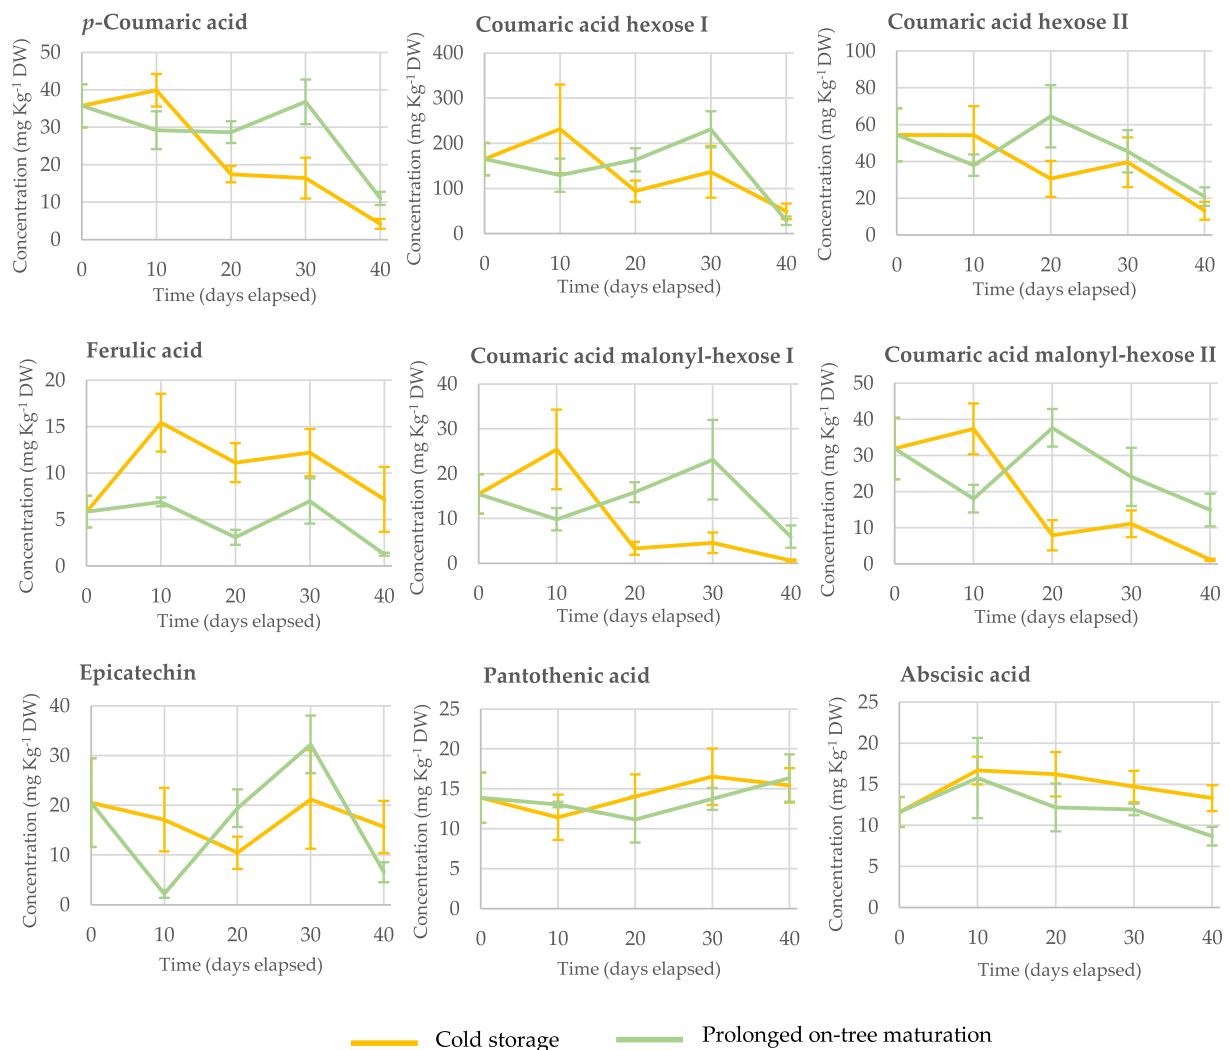 p-Coumaric acid
Concentration (mg Kg-1 DW)
50
40
30
20
10
0
0 10 20 30 40
Time (days elapsed)
Coumaric acid hexose I
Concentration (mg Kg-1 DW)
400
300
200
100
0
0 10 20 30 40
Time (days elapsed)
Coumaric acid hexose II
Concentration (mg Kg-1 DW)
100
80
60
40
20
0
0 10 20 30 40
Time (days elapsed)
Ferulic acid
Concentration (mg Kg-1 DW)
20
15
10
5
0
0 10 20 30 40
Time (days elapsed)
Coumaric acid malonyl-hexose I
Concentration (mg Kg-1 DW)
40
30
20
10
0
0 10 20 30 40
Time (days elapsed)
Coumaric acid malonyl-hexose II
Concentration (mg Kg-1 DW)
50
40
30
20
10
0
0 10 20 30 40
Time (days elapsed)
Epicatechin
Concentration (mg Kg-1 DW)
40
30
20
10
0
0 10 20 30 40
Time (days elapsed)
Pantothenic acid
Concentration (mg Kg-1 DW)
25
20
15
10
5
0
0 10 20 30 40
Time (days elapsed)
Abscisic acid
Concentration (mg Kg-1 DW)
25
20
15
10
5
0
0 10 20 30 40
Time (days elapsed)
Cold storage
Prolonged on-tree maturation